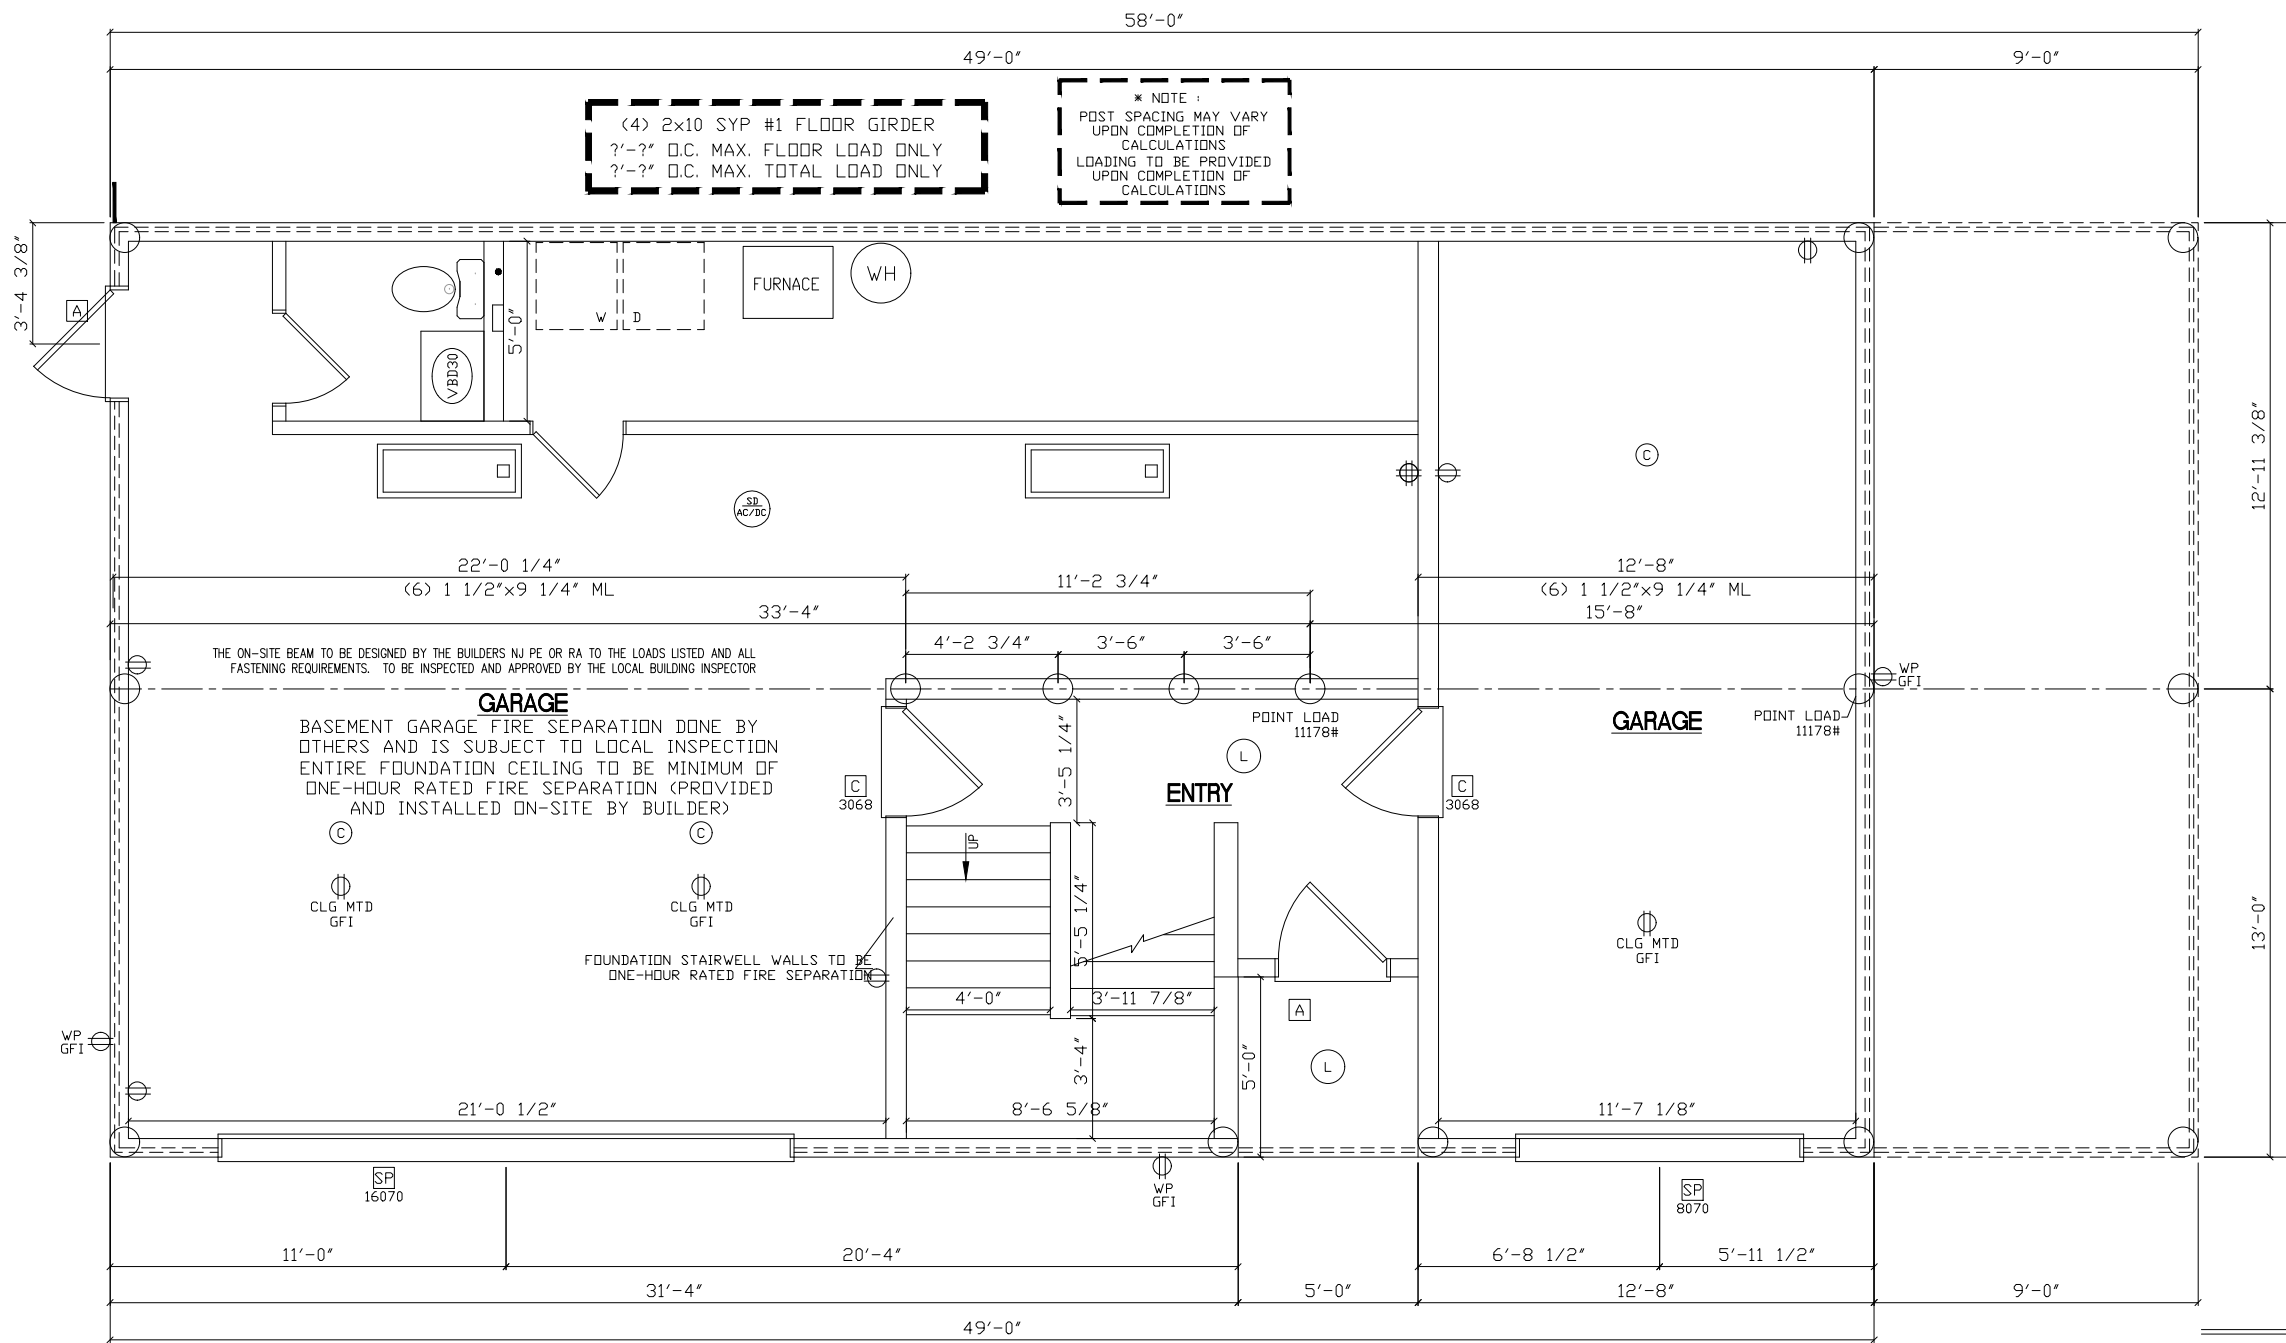 58'-0"
49'-0"
9'-0"
(4) 2x10 SYP #1 FLOOR GIRDER
?'-?" O.C. MAX. FLOOR LOAD ONLY
?'-?" O.C. MAX. TOTAL LOAD ONLY
* NOTE :
POST SPACING MAY VARY
UPON COMPLETION OF
CALCULATIONS
LOADING TO BE PROVIDED
UPON COMPLETION OF
CALCULATIONS
3'-4 3/8"
A
VBD30
5'-0"
W D
FURNACE
WH
C
12'-11 3/8"
SD
AC/DC
22'-0 1/4"
(6) 1 1/2"x9 1/4" ML
11'-2 3/4"
12'-8"
(6) 1 1/2"x9 1/4" ML
33'-4"
15'-8"
4'-2 3/4"
3'-6"
3'-6"
THE ON-SITE BEAM TO BE DESIGNED BY THE BUILDERS NJ PE OR RA TO THE LOADS LISTED AND ALL
FASTENING REQUIREMENTS. TO BE INSPECTED AND APPROVED BY THE LOCAL BUILDING INSPECTOR
WP
GFI
GARAGE
BASEMENT GARAGE FIRE SEPARATION DONE BY
OTHERS AND IS SUBJECT TO LOCAL INSPECTION
ENTIRE FOUNDATION CEILING TO BE MINIMUM OF
ONE-HOUR RATED FIRE SEPARATION (PROVIDED
AND INSTALLED ON-SITE BY BUILDER)
POINT LOAD
11178#
GARAGE
POINT LOAD
11178#
3'-5 1/4"
L
C
3068
ENTRY
C
3068
C
C
UP
CLG MTD
GFI
CLG MTD
GFI
5'-5 1/4"
CLG MTD
GFI
13'-0"
FOUNDATION STAIRWELL WALLS TO BE
ONE-HOUR RATED FIRE SEPARATION
4'-0"
3'-11 7/8"
A
WP
GFI
3'-4"
5'-0"
L
21'-0 1/2"
8'-6 5/8"
11'-7 1/8"
SP
16070
WP
GFI
SP
8070
11'-0"
20'-4"
6'-8 1/2"
5'-11 1/2"
31'-4"
5'-0"
12'-8"
9'-0"
49'-0"